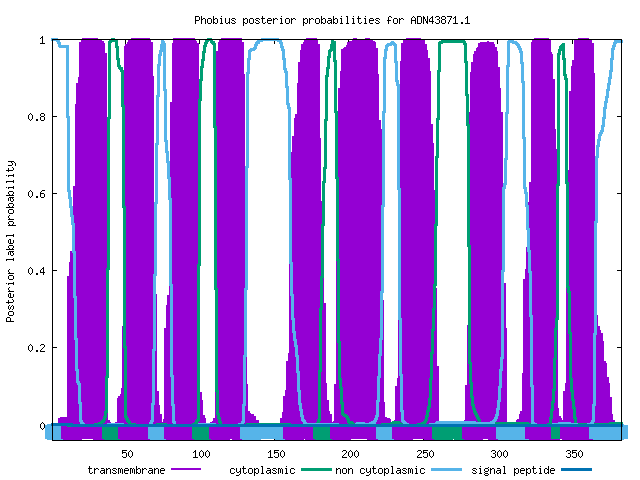 Phobius posterior probabilities for ADN43871.1
1
0.8
0.6
0.4
0.2
0
Posterior label probability
50 100 150 200 250 300 350
transmembrane cytoplasmic non cytoplasmic signal peptide